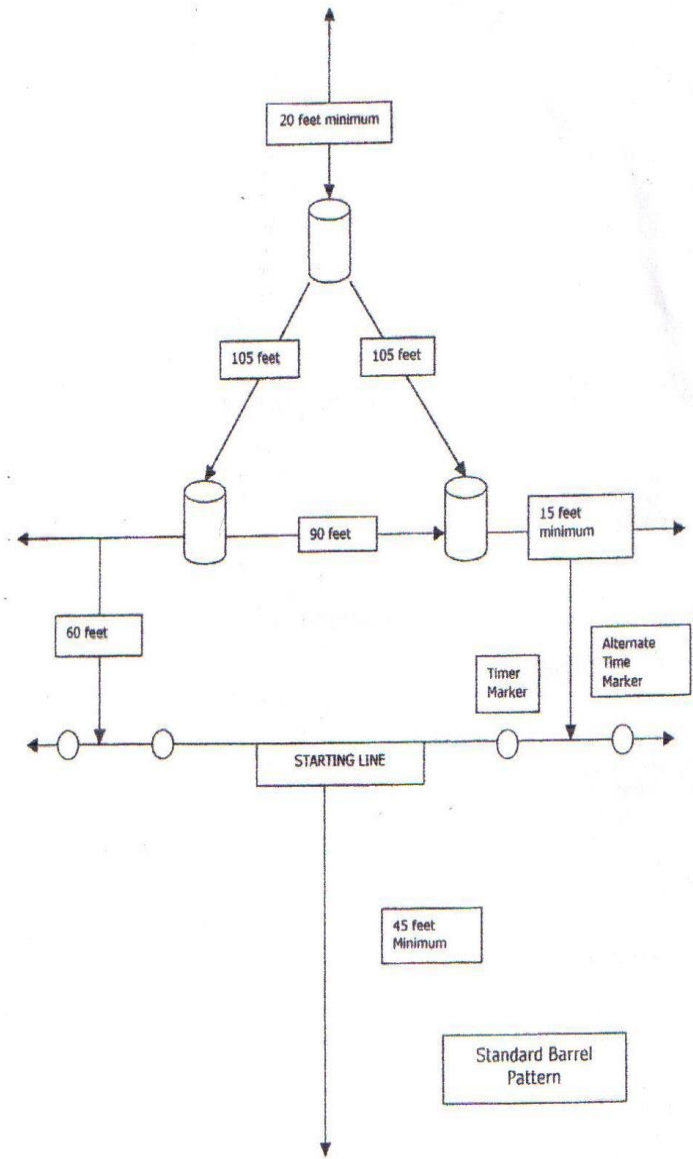 20 feet minimum
105 feet
105 feet
90 feet
15 feet
minimum
60 feet
Alternate
Time
Marker
Timer
Marker
STARTING LINE
45 feet
Minimum
Standard Barrel
Pattern